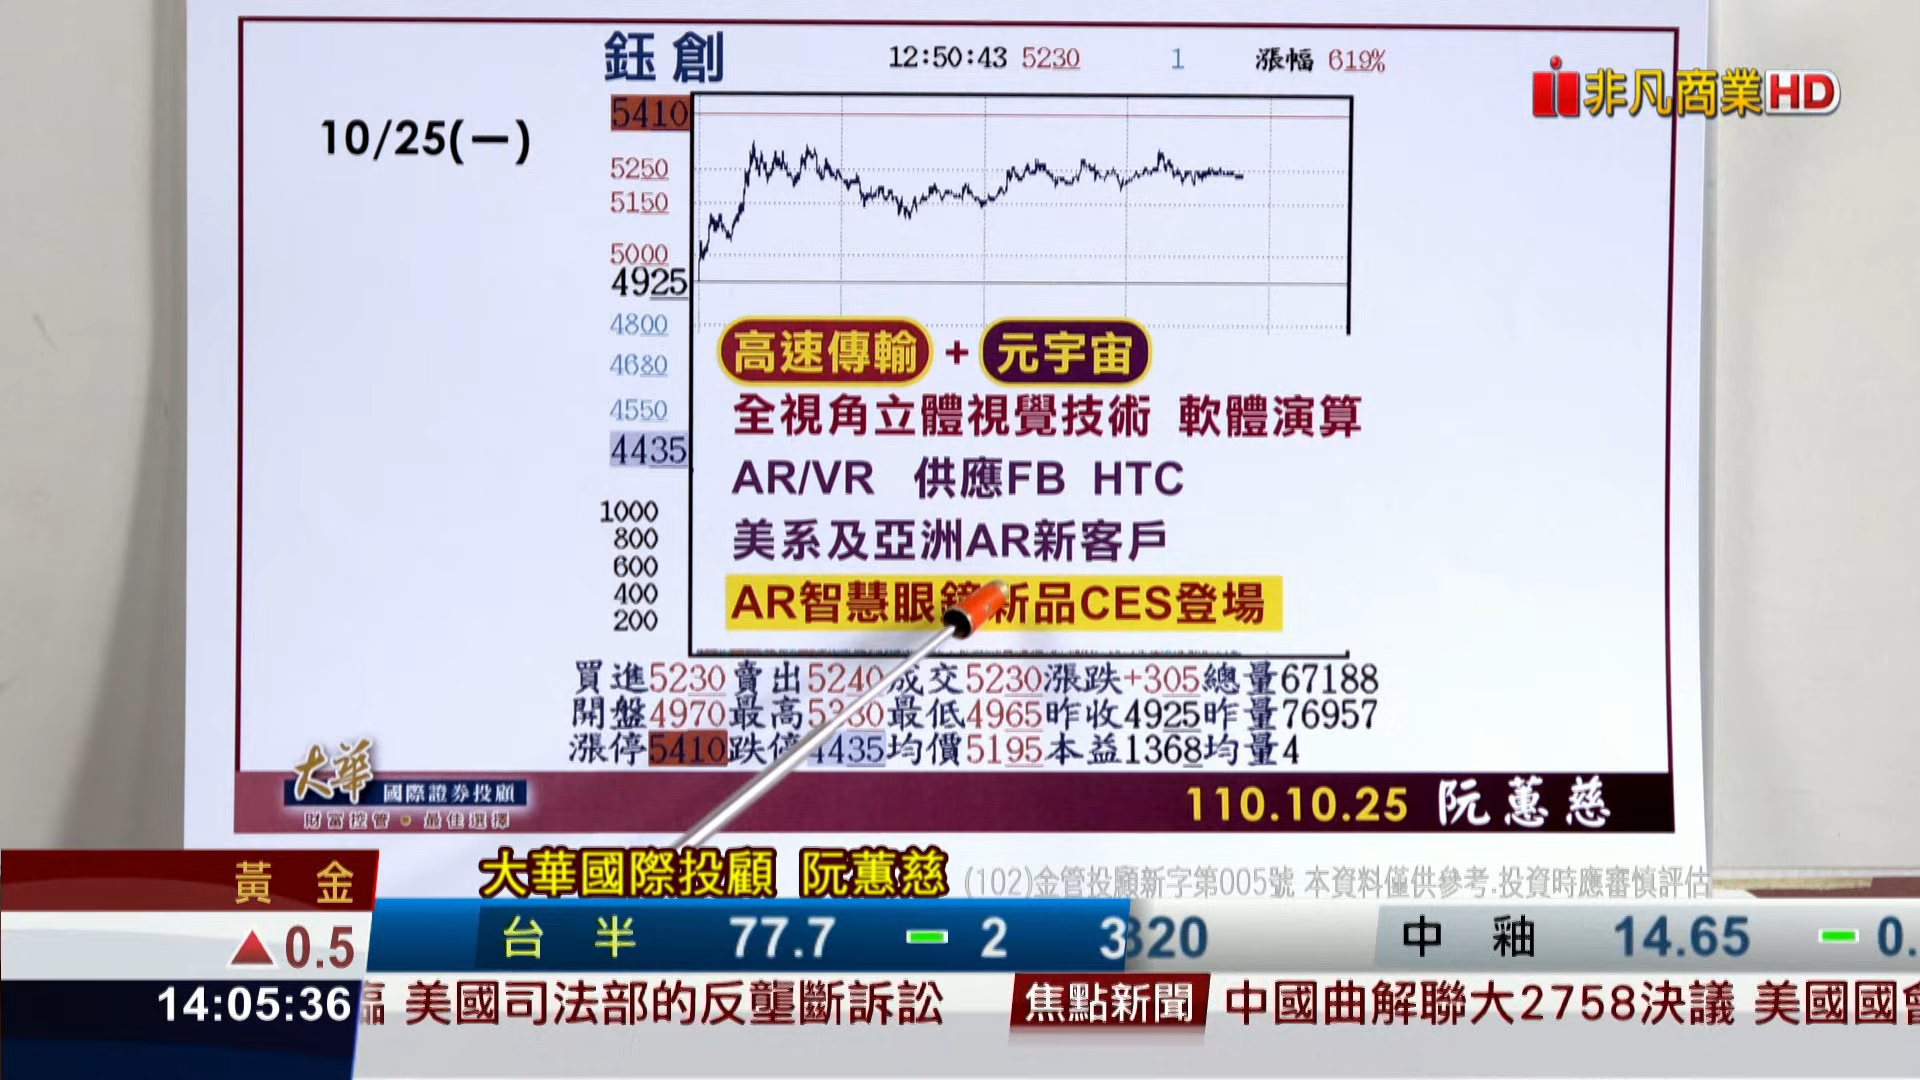 鈺創 12:50:43 5230 1 漲幅 619%
非凡商業HD
10/25(一)
5410
5250
5150
5000
4925
4800
4680
4550
4435
高速傳輸 + 元宇宙
全視角立體視覺技術 軟體演算
AR/VR 供應FB HTC
美系及亞洲AR新客戶
AR智慧眼鏡新品CES登場
1000
800
600
400
200
買進5230賣出5240成交5230漲跌+305總量67188
開盤4970最高5380最低4965昨收4925昨量76957
漲停5410跌停4435均價5195本益1368均量4
大華 國際證券投顧
財富控管 • 最佳選擇
110.10.25 阮蕙慈
大華國際投顧 阮蕙慈 (102)金管投顧新字第005號 本資料僅供參考.投資時應審慎評估
黃金
0.5
台半 77.7 2 3320 中釉 14.65 0.
14:05:36
美國司法部的反壟斷訴訟 焦點新聞 中國曲解聯大2758決議 美國國會